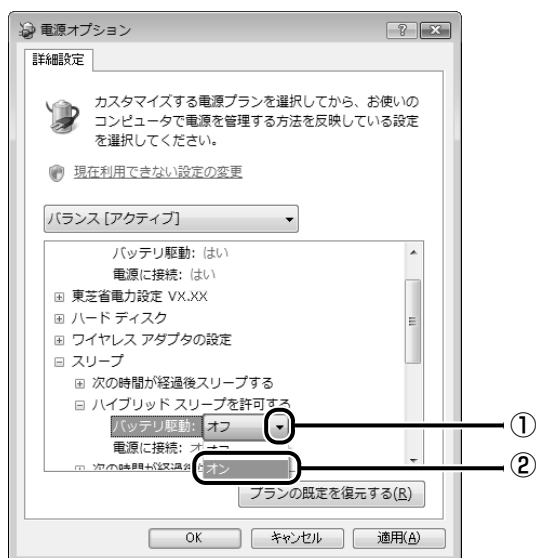 電源オプション
詳細設定
カスタマイズする電源プランを選択してから、お使いの
コンピュータで電源を管理する方法を反映している設定
を選択してください。
現在利用できない設定の変更
バランス [アクティブ]
バッテリ駆動: はい
電源に接続: はい
東芝省電力設定 VX.XX
ハード ディスク
ワイヤレス アダプタの設定
スリープ
次の時間が経過後スリープする
ハイブリッド スリープを許可する
バッテリ駆動: オフ
①
電源に接続: オフ
次の時間が経過後
オン
②
プランの既定を復元する(R)
OK
キャンセル
適用(A)